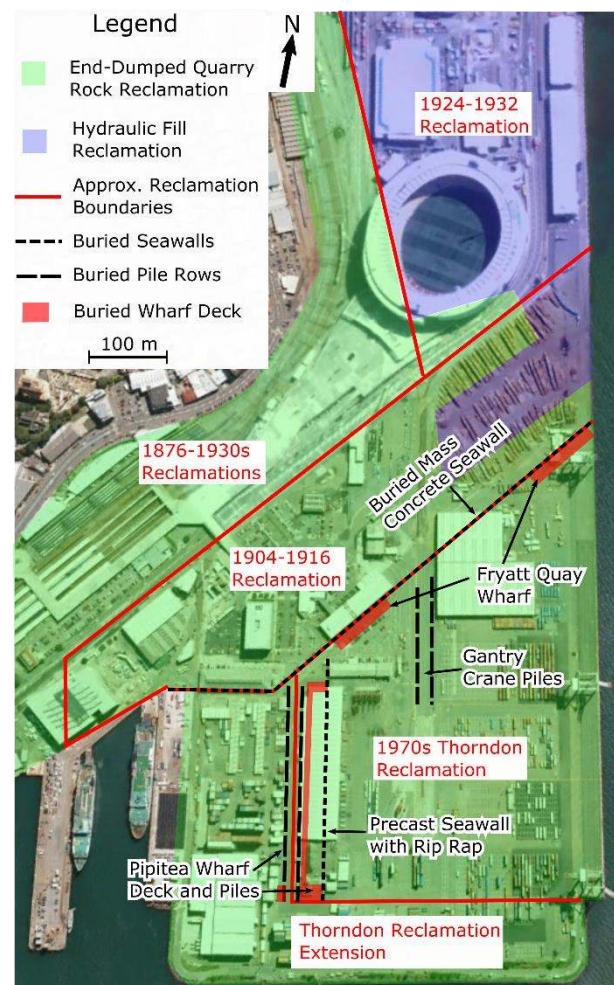 Legend
N
End-Dumped Quarry
Rock Reclamation
Hydraulic Fill
Reclamation
Approx. Reclamation
Boundaries
Buried Seawalls
Buried Pile Rows
Buried Wharf Deck
100 m
1924-1932
Reclamation
1876-1930s
Reclamations
Buried Mass
Concrete Seawall
1904-1916
Reclamation
Fryatt Quay
Wharf
Gantry
Crane Piles
1970s Thorndon
Reclamation
Precast Seawall
with Rip Rap
Pipitea Wharf
Deck and Piles
Thorndon Reclamation
Extension